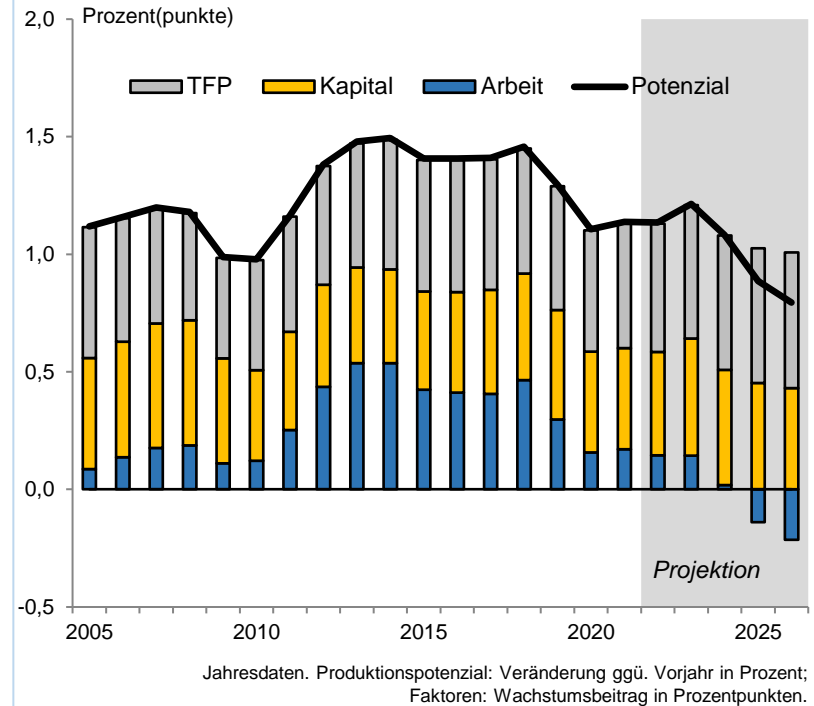 Prozent(punkte)
2,0
TFP Kapital Arbeit Potenzial
1,5
1,0
0,5
0,0
Projektion
-0,5
2005 2010 2015 2020 2025
Jahresdaten. Produktionspotenzial: Veränderung ggü. Vorjahr in Prozent;
Faktoren: Wachstumsbeitrag in Prozentpunkten.